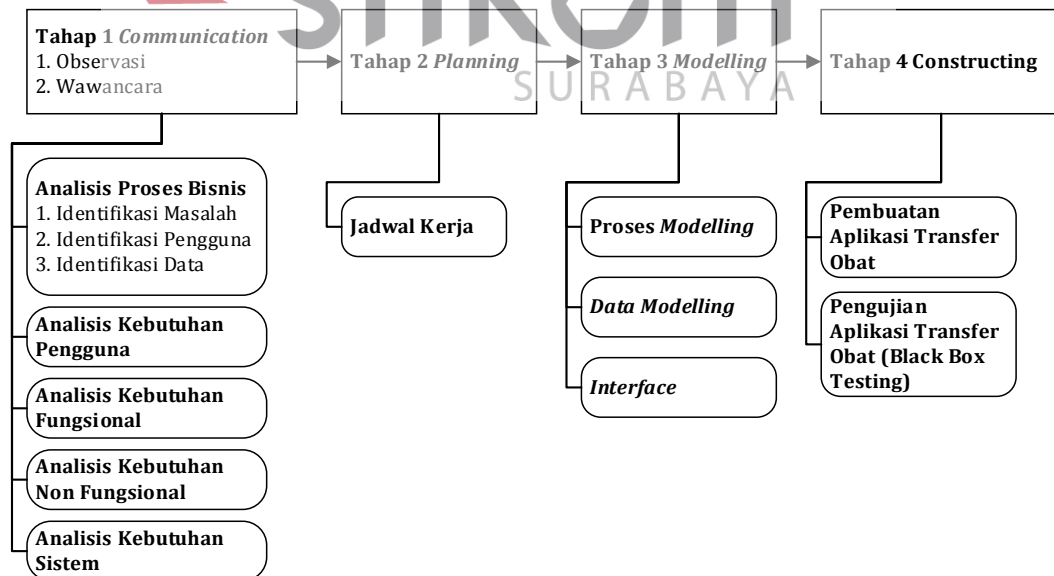 Tahap 1 Communication
1. Observasi
2. Wawancara
Tahap 2 Planning
Tahap 3 Modelling
Tahap 4 Constructing
SURABAYA
Analisis Proses Bisnis
1. Identifikasi Masalah
2. Identifikasi Pengguna
3. Identifikasi Data
Analisis Kebutuhan
Pengguna
Analisis Kebutuhan
Fungsional
Analisis Kebutuhan
Non Fungsional
Analisis Kebutuhan
Sistem
Jadwal Kerja
Proses Modelling
Data Modelling
Interface
Pembuatan
Aplikasi Transfer
Obat
Pengujian
Aplikasi Transfer
Obat (Black Box
Testing)